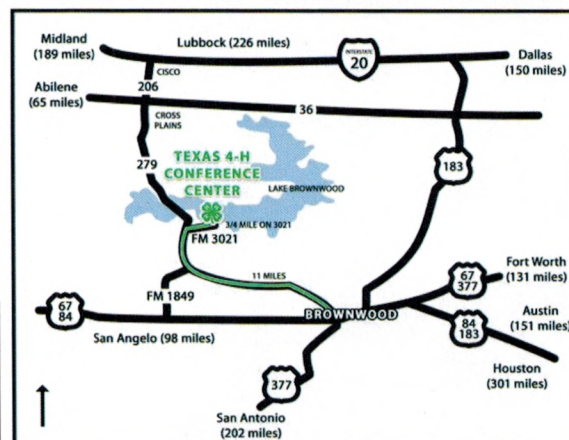 Midland
(189 miles)
Lubbock (226 miles)
INTERSTATE
20
Dallas
(150 miles)
CISCO
206
Abilene
(65 miles)
36
CROSS
PLAINS
279
TEXAS 4-H
CONFERENCE
CENTER
LAKE BROWNWOOD
183
3/4 MILE ON 3021
FM 3021
11 MILES
Fort Worth
(131 miles)
67
377
FM 1849
67
84
BROWNWOOD
Austin
(151 miles)
84
183
San Angelo (98 miles)
Houston
(301 miles)
377
San Antonio
(202 miles)